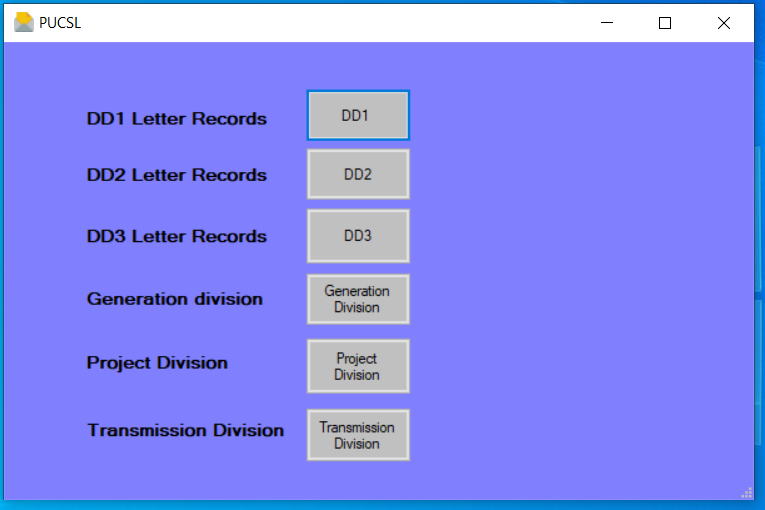 PUCSL
DD1 Letter Records
DD1
DD2 Letter Records
DD2
DD3 Letter Records
DD3
Generation division
Generation
Division
Project Division
Project
Division
Transmission Division
Transmission
Division